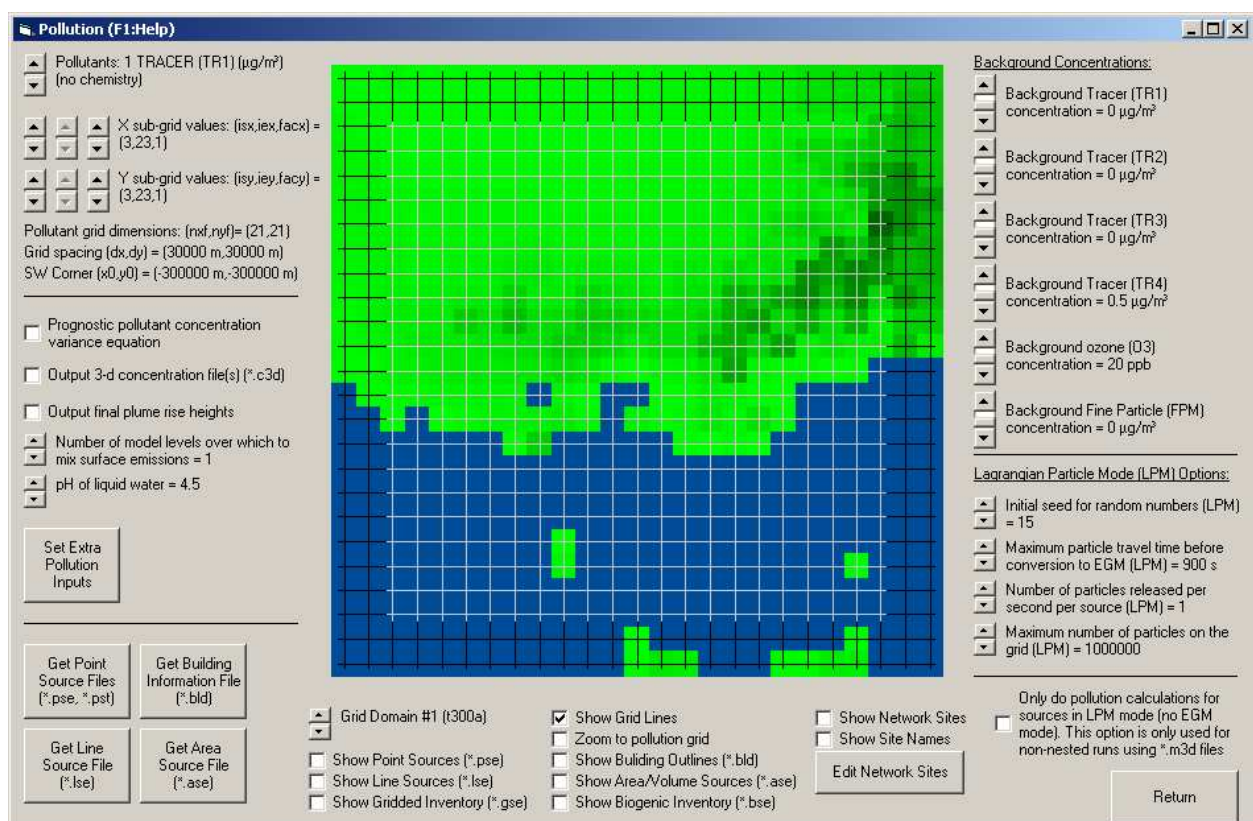 Pollution (F1:Help)
Pollutants: 1 TRACER (TR1) (µg/m³)
(no chemistry)
X sub-grid values: (isx,iex,facx) =
(3,23,1)
Y sub-grid values: (isy,iey,facy) =
(3,23,1)
Pollutant grid dimensions: (nxf,nyf)= (21,21)
Grid spacing (dx,dy) = (30000 m,30000 m)
SW Corner (x0,y0) = (-300000 m,-300000 m)
Prognostic pollutant concentration
variance equation
Output 3-d concentration file(s) (*.c3d)
Output final plume rise heights
Number of model levels over which to
mix surface emissions = 1
pH of liquid water = 4.5
Set Extra
Pollution
Inputs
Get Point
Source Files
(*.pse, *.pst)
Get Building
Information File
(*.bld)
Get Line
Source File
(*.lse)
Get Area
Source File
(*.ase)
Grid Domain #1 (t300a)
Show Point Sources (*.pse)
Show Line Sources (*.lse)
Show Gridded Inventory (*.gse)
Show Grid Lines
Zoom to pollution grid
Show Buliding Outlines (*.bld)
Show Area/Volume Sources (*.ase)
Show Biogenic Inventory (*.bse)
Show Network Sites
Show Site Names
Edit Network Sites
Background Concentrations:
Background Tracer (TR1)
concentration = 0 µg/m³
Background Tracer (TR2)
concentration = 0 µg/m³
Background Tracer (TR3)
concentration = 0 µg/m³
Background Tracer (TR4)
concentration = 0.5 µg/m³
Background ozone (O3)
concentration = 20 ppb
Background Fine Particle (FPM)
concentration = 0 µg/m³
Lagrangian Particle Mode (LPM) Options:
Initial seed for random numbers (LPM)
= 15
Maximum particle travel time before
conversion to EGM (LPM) = 900 s
Number of particles released per
second per source (LPM) = 1
Maximum number of particles on the
grid (LPM) = 1000000
Only do pollution calculations for
sources in LPM mode (no EGM
mode). This option is only used for
non-nested runs using *.m3d files
Return